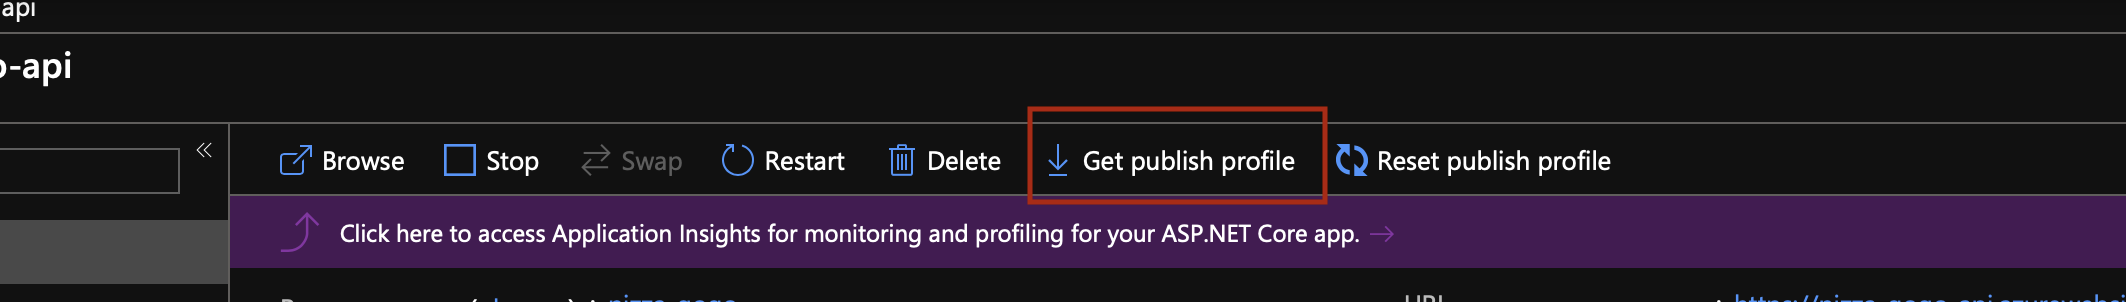 api
o-api
«
Browse Stop Swap Restart Delete Get publish profile Reset publish profile
Click here to access Application Insights for monitoring and profiling for your ASP.NET Core app. →